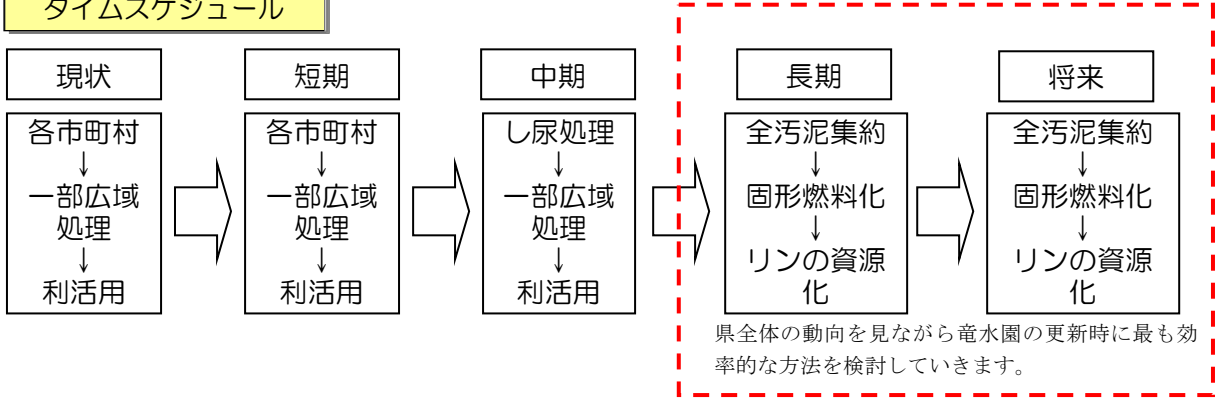 タイムスケジュール
現状
各市町村
↓
一部広域
処理
↓
利活用
短期
各市町村
↓
一部広域
処理
↓
利活用
中期
し尿処理
↓
一部広域
処理
↓
利活用
長期
全汚泥集約
↓
固形燃料化
↓
リンの資源
化
将来
全汚泥集約
↓
固形燃料化
↓
リンの資源
化
県全体の動向を見ながら竜水園の更新時に最も効
率的な方法を検討していきます。